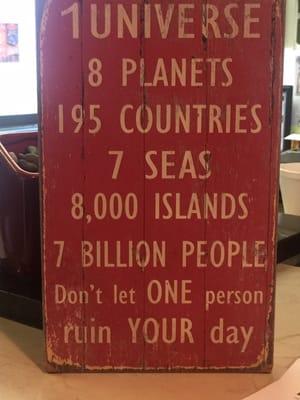 1 UNIVERSE
8 PLANETS
195 COUNTRIES
7 SEAS
8,000 ISLANDS
7 BILLION PEOPLE
Don't let ONE person
ruin YOUR day